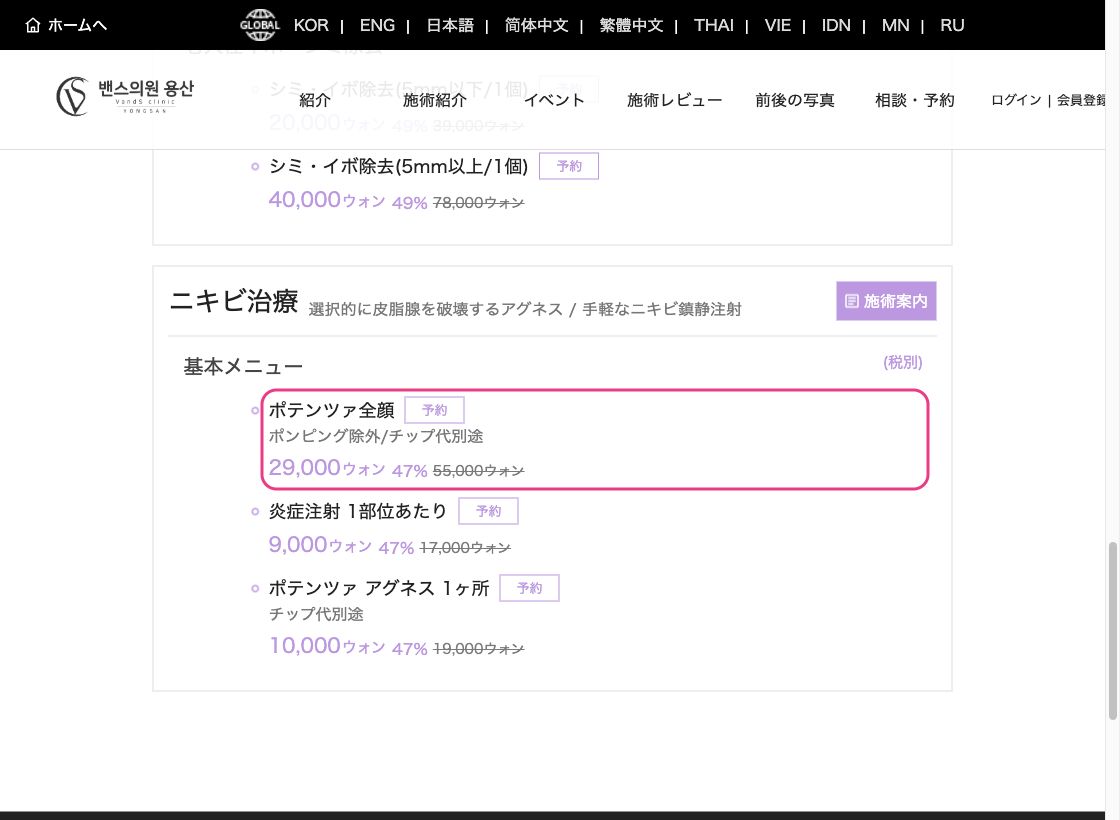 ホームへ
GLOBAL KOR | ENG | 日本語 | 简体中文 | 繁體中文 | THAI | VIE | IDN | MN | RU
밴스의원 용산
VandS clinic
YONGSAN
紹介 施術紹介 イベント 施術レビュー 前後の写真 相談・予約 ログイン | 会員登録
シミ・イボ除去(5mm以下/1個)
20,000ウォン 49% 39,000ウォン
シミ・イボ除去(5mm以上/1個) 予約
40,000ウォン 49% 78,000ウォン
ニキビ治療 選択的に皮脂腺を破壊するアグネス / 手軽なニキビ鎮静注射 施術案内
基本メニュー (税別)
ポテンツァ全顔 予約
ポンピング除外/チップ代別途
29,000ウォン 47% 55,000ウォン
炎症注射 1部位あたり 予約
9,000ウォン 47% 17,000ウォン
ポテンツァ アグネス 1ヶ所 予約
チップ代別途
10,000ウォン 47% 19,000ウォン